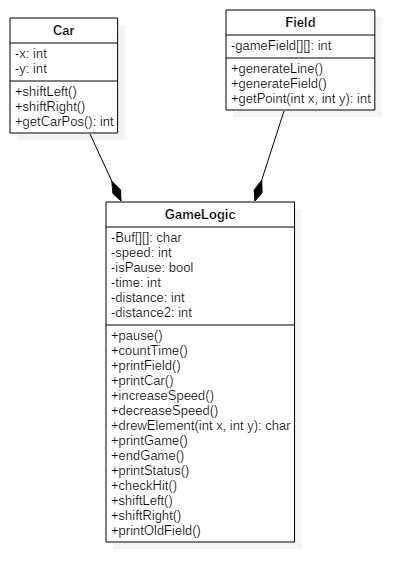 Car
-x: int
-y: int
+shiftLeft()
+shiftRight()
+getCarPos(): int
Field
-gameField[][]: int
+generateLine()
+generateField()
+getPoint(int x, int y): int
GameLogic
-Buf[][]: char
-speed: int
-isPause: bool
-time: int
-distance: int
-distance2: int
+pause()
+countTime()
+printField()
+printCar()
+increaseSpeed()
+decreaseSpeed()
+drewElement(int x, int y): char
+printGame()
+endGame()
+printStatus()
+checkHit()
+shiftLeft()
+shiftRight()
+printOldField()